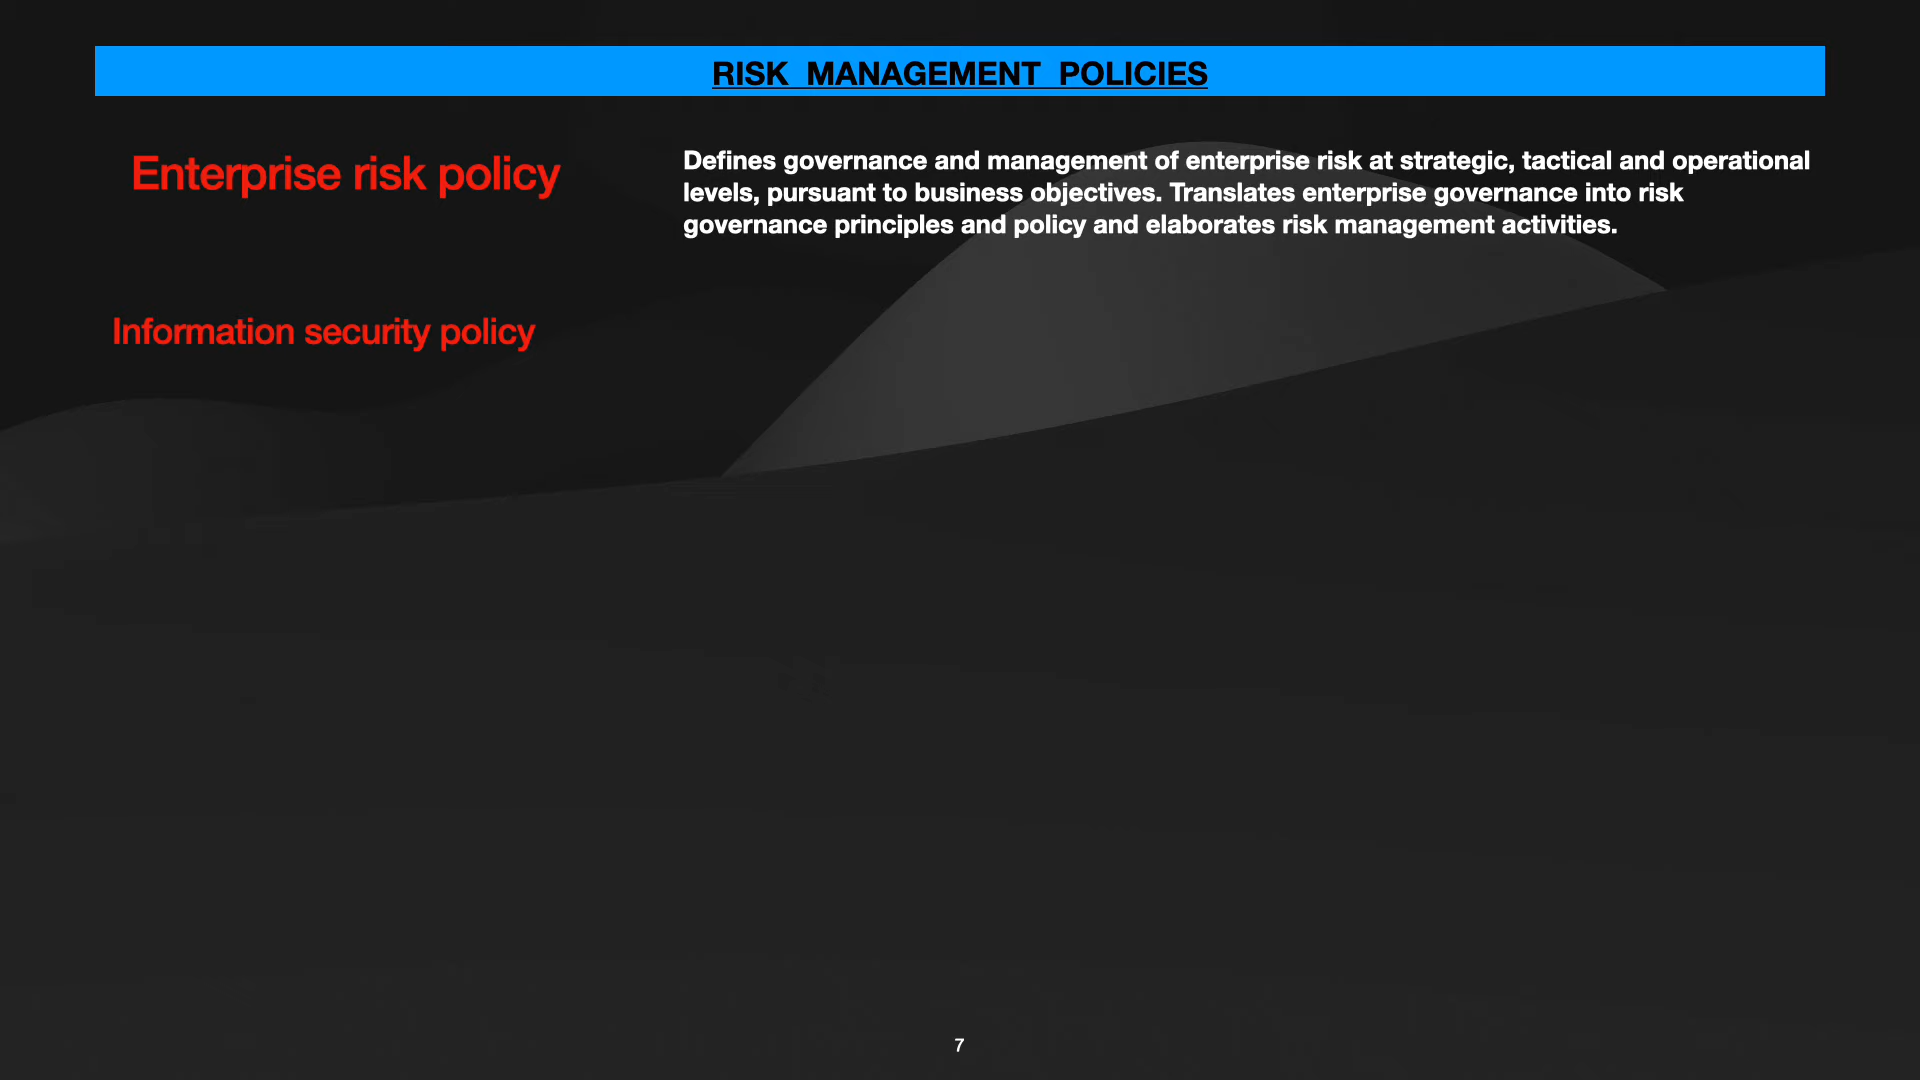 RISK MANAGEMENT POLICIES
Enterprise risk policy
Defines governance and management of enterprise risk at strategic, tactical and operational
levels, pursuant to business objectives. Translates enterprise governance into risk
governance principles and policy and elaborates risk management activities.
Information security policy
7